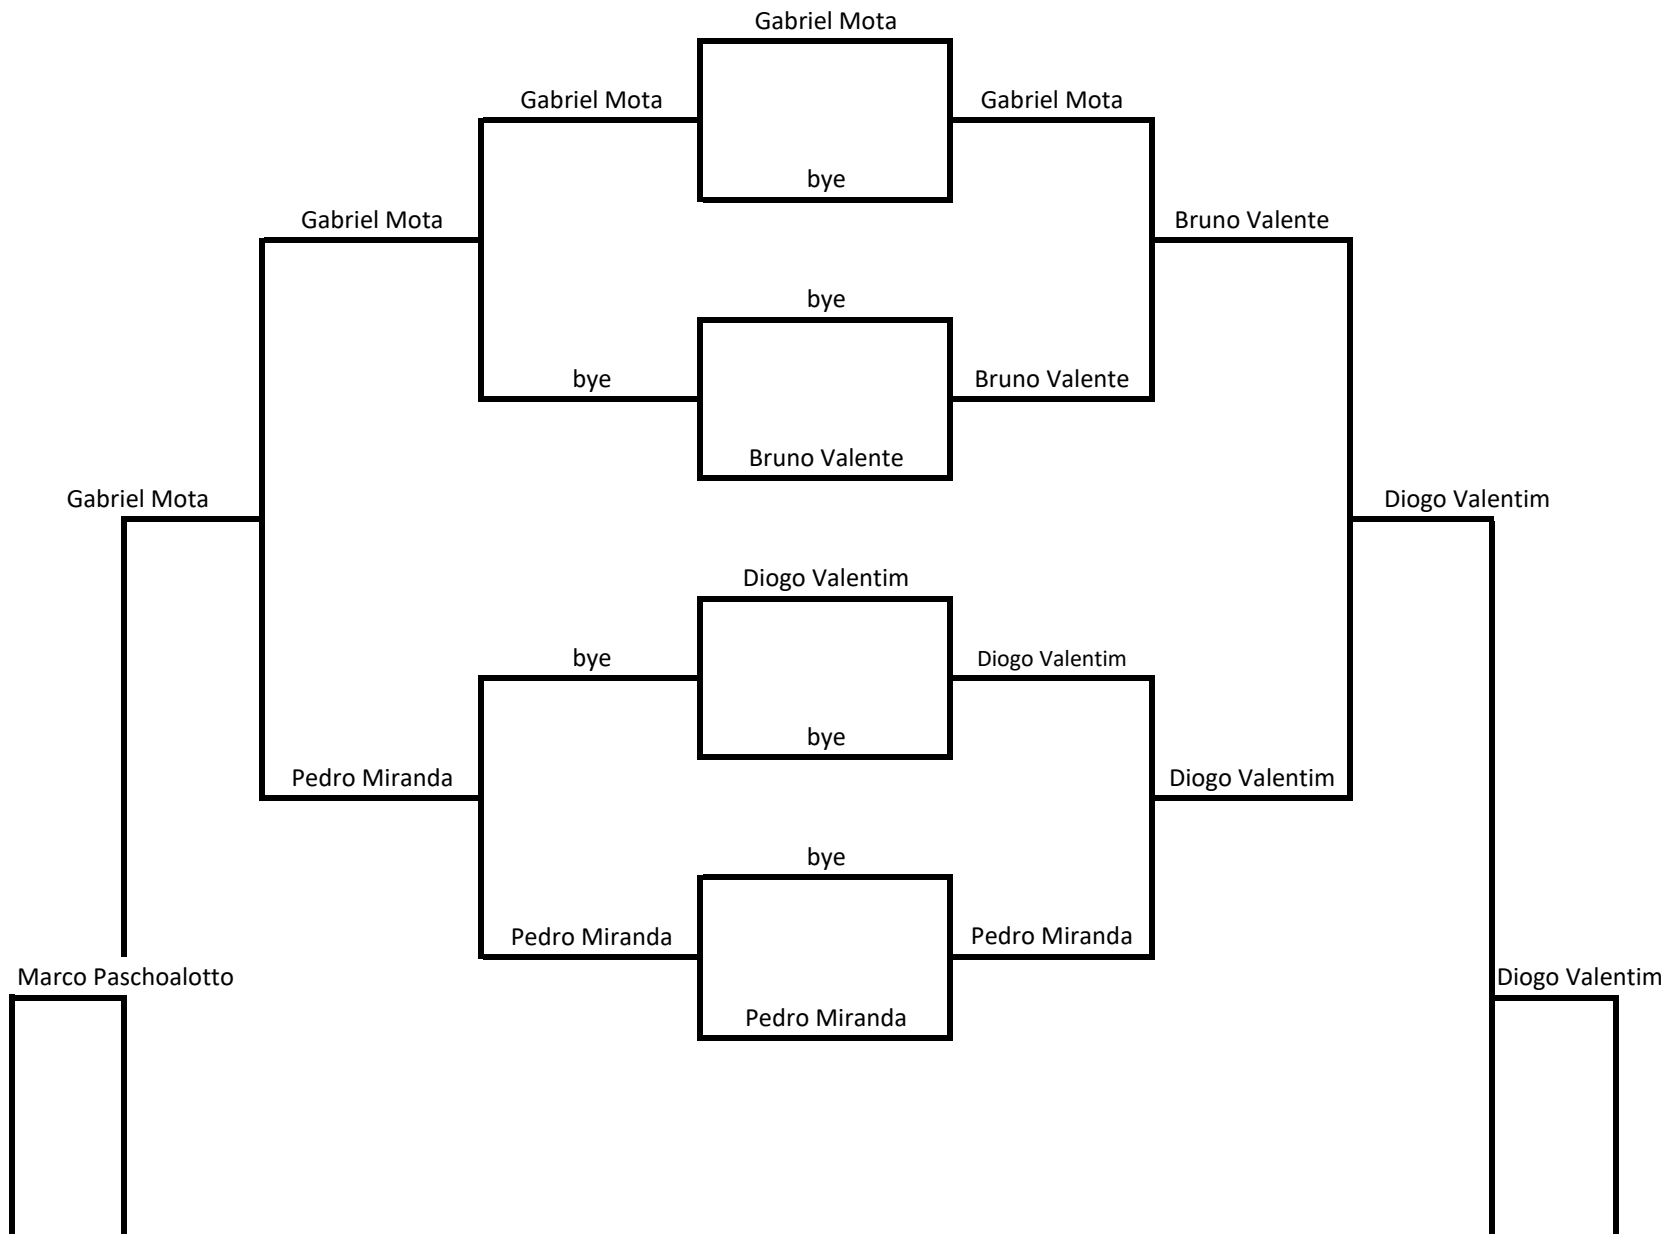 Gabriel Mota
Gabriel Mota
Gabriel Mota
bye
Gabriel Mota
Bruno Valente
bye
bye
Bruno Valente
Bruno Valente
Gabriel Mota
Diogo Valentim
Diogo Valentim
bye
Diogo Valentim
bye
Pedro Miranda
Diogo Valentim
bye
Pedro Miranda
Pedro Miranda
Marco Paschoalotto
Diogo Valentim
Pedro Miranda